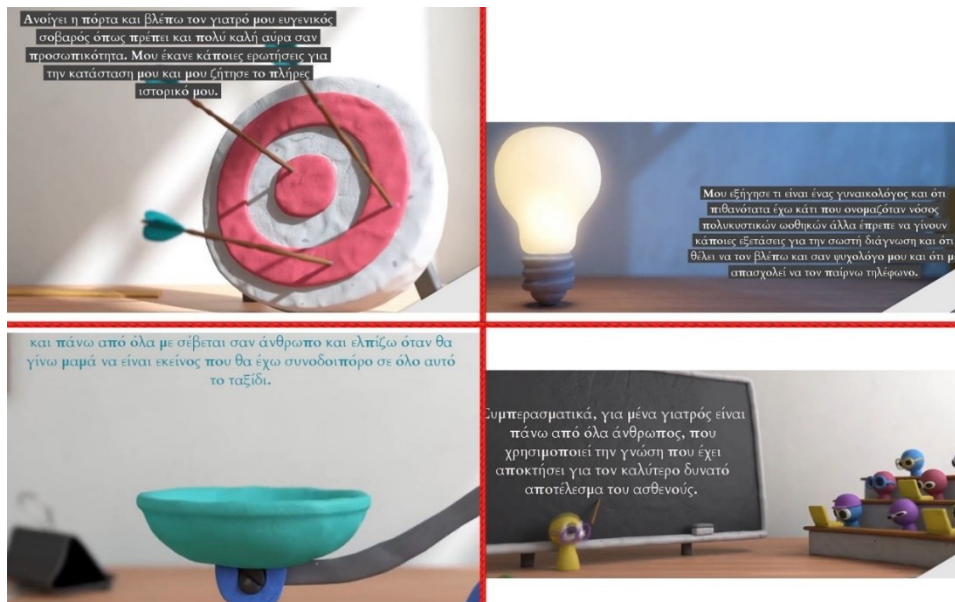 Ανοίγει η πόρτα και βλέπω τον γιατρό μου ευγενικός
σοβαρός όπως πρέπει και πολύ καλή αύρα σαν
προσωπικότητα. Μου έκανε κάποιες ερωτήσεις για
την κατάσταση μου και μου ζήτησε το πλήρες
ιστορικό μου.
Μου εξήγησε τι είναι ένας γυναικολόγος και ότι
πιθανότατα έχω κάτι που ονομαζόταν νόσος
πολυκυστικών ωοθηκών άλλα έπρεπε να γίνουν
κάποιες εξετάσεις για την σωστή διάγνωση και ότι
θέλει να τον βλέπω και σαν ψυχολόγο μου και ότι
απασχολεί να τον παίρνω τηλέφωνο.
και πάνω από όλα με σέβεται σαν άνθρωπο και ελπίζω όταν θα
γίνω μαμά να είναι εκείνος που θα έχω συνοδοιπόρο σε όλο αυτό
το ταξίδι.
Συμπερασματικά, για μένα γιατρός είναι
πάνω από όλα άνθρωπος, που
χρησιμοποιεί την γνώση που έχει
αποκτήσει για τον καλύτερο δυνατό
αποτέλεσμα του ασθενούς.